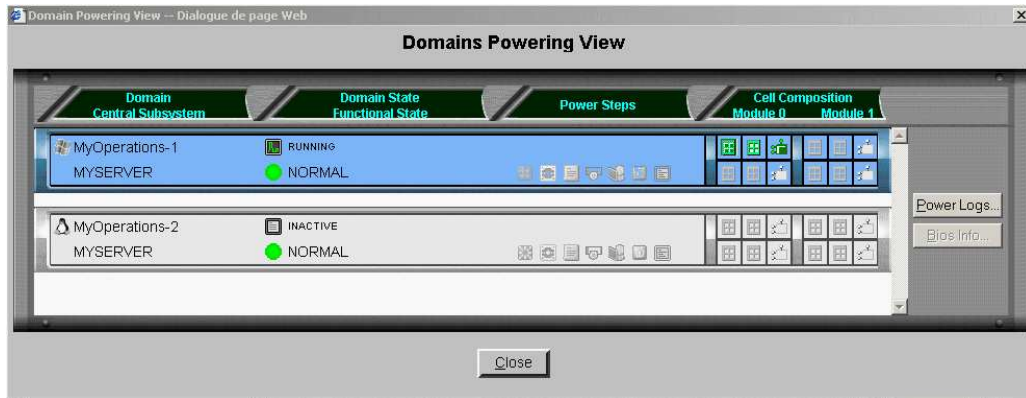 Domain Powering View -- Dialogue de page Web
Domains Powering View
Domain
Central Subsystem
Domain State
Functional State
Power Steps
Cell Composition
Module 0 Module 1
MyOperations-1 RUNNING
MYSERVER NORMAL
MyOperations-2 INACTIVE
MYSERVER NORMAL
Power Logs...
Bios Info...
Close